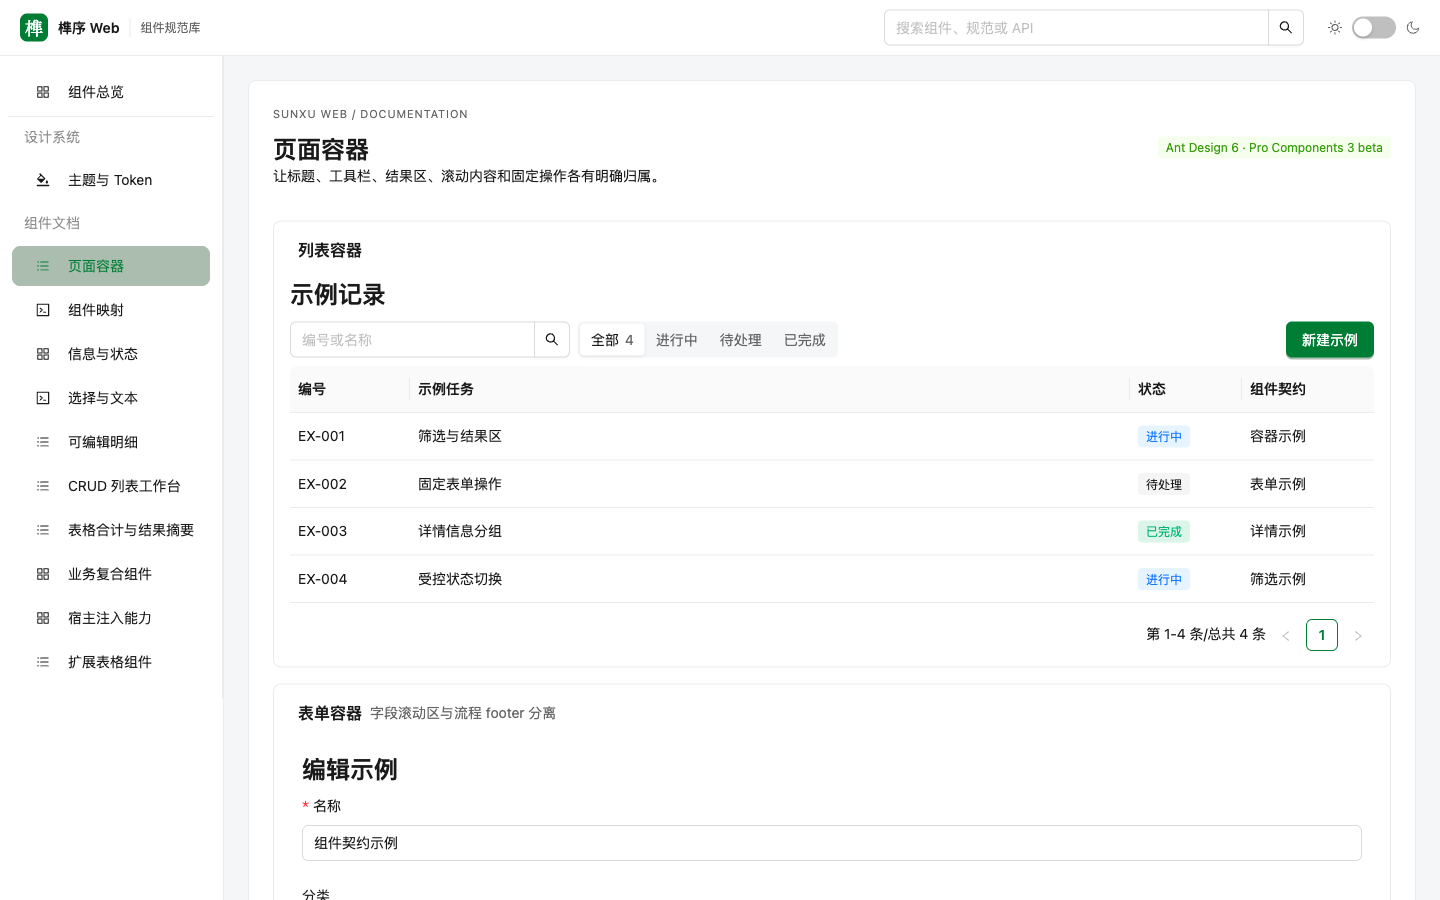 榫 榫序 Web 组件规范库 搜索组件、规范或 API
组件总览
设计系统
主题与 Token
组件文档
页面容器
组件映射
信息与状态
选择与文本
可编辑明细
CRUD 列表工作台
表格合计与结果摘要
业务复合组件
宿主注入能力
扩展表格组件
SUNXU WEB / DOCUMENTATION
页面容器
Ant Design 6 · Pro Components 3 beta
让标题、工具栏、结果区、滚动内容和固定操作各有明确归属。
列表容器
示例记录
编号或名称 全部 4 进行中 待处理 已完成 新建示例
编号 示例任务 状态 组件契约
EX-001 筛选与结果区 进行中 容器示例
EX-002 固定表单操作 待处理 表单示例
EX-003 详情信息分组 已完成 详情示例
EX-004 受控状态切换 进行中 筛选示例
第 1-4 条/总共 4 条 1
表单容器 字段滚动区与流程 footer 分离
编辑示例
* 名称
组件契约示例
分类